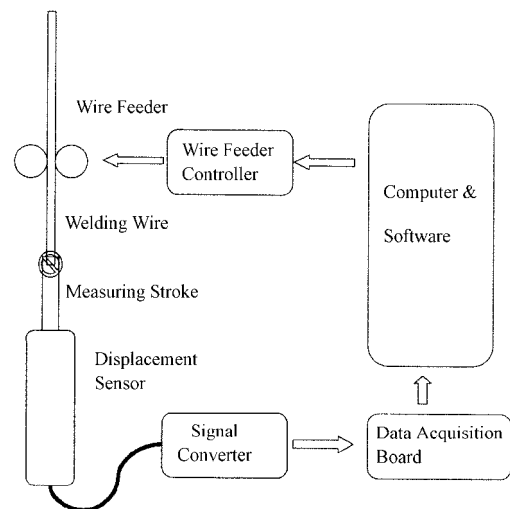 Wire Feeder
Wire Feeder
Controller
Computer &
Software
Welding Wire
Measuring Stroke
Displacement
Sensor
Signal
Converter
Data Acquisition
Board